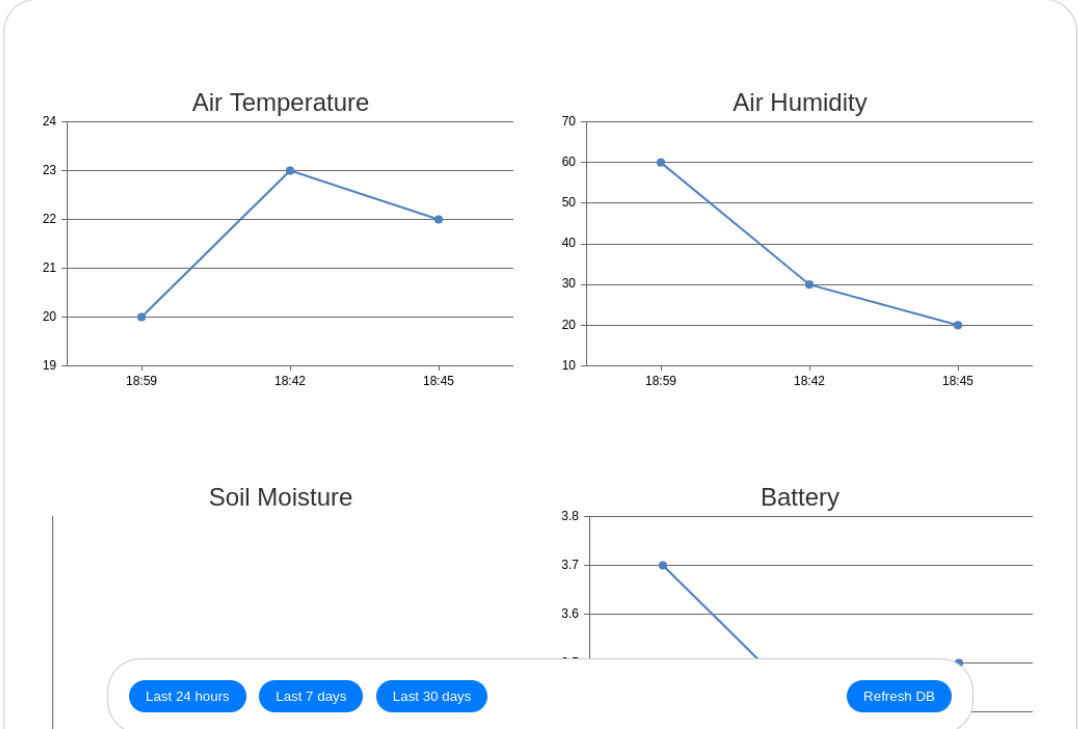 Air Temperature
24
23
22
21
20
19
18:59 18:42 18:45
Air Humidity
70
60
50
40
30
20
10
18:59 18:42 18:45
Soil Moisture
Battery
3.8
3.7
3.6
Last 24 hours Last 7 days Last 30 days Refresh DB